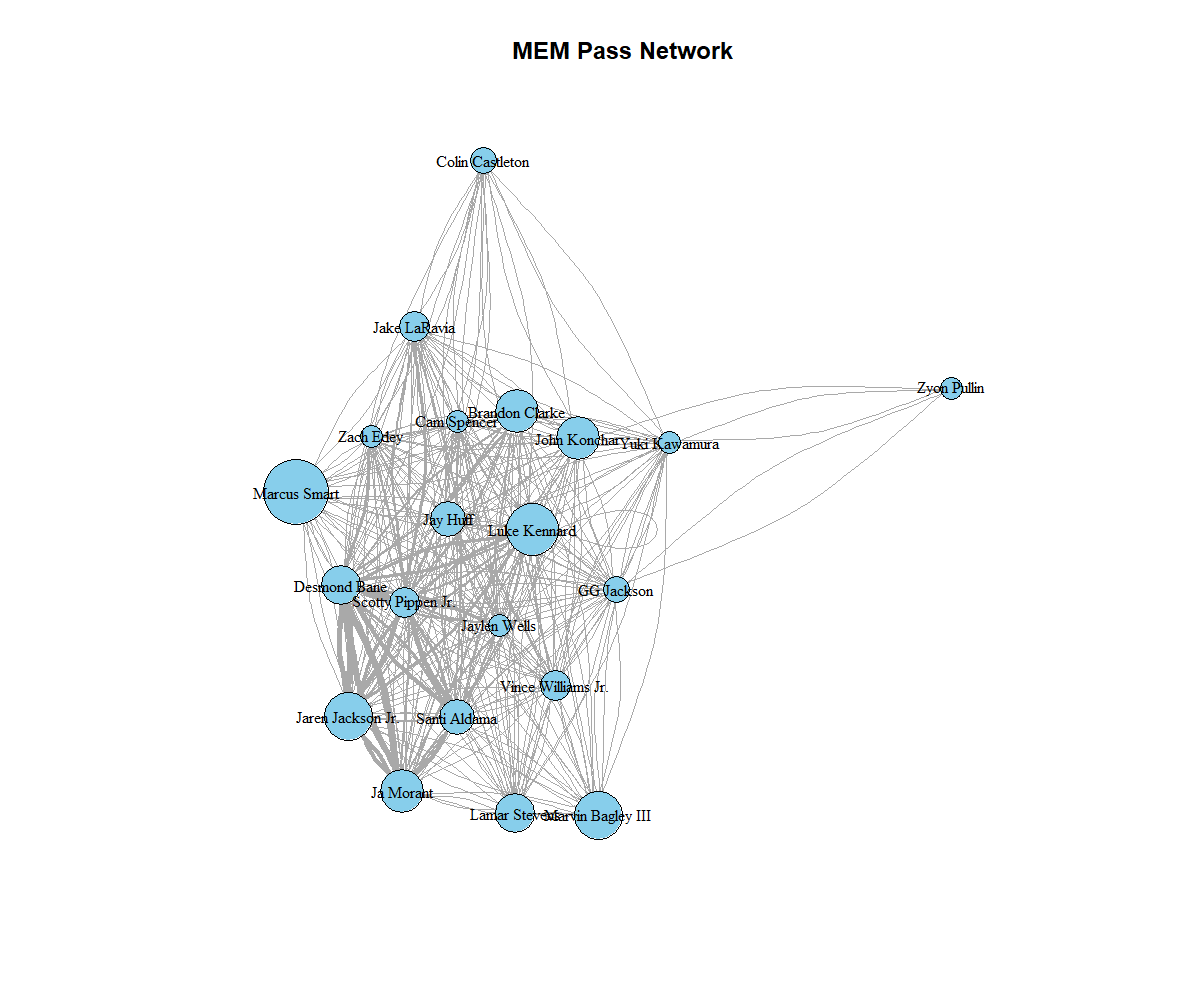 MEM Pass Network
Colin Castleton
Jake LaRavia
Zyon Pullin
Brandon Clarke
Cam Spencer
Zach Edey
John Konchar
Yuki Kawamura
Marcus Smart
Jay Huff
Luke Kennard
Desmond Bane
GG Jackson
Scotty Pippen Jr.
Jaylen Wells
Vince Williams Jr.
Jaren Jackson Jr.
Santi Aldama
Ja Morant
Lamar Stevens
Marvin Bagley III